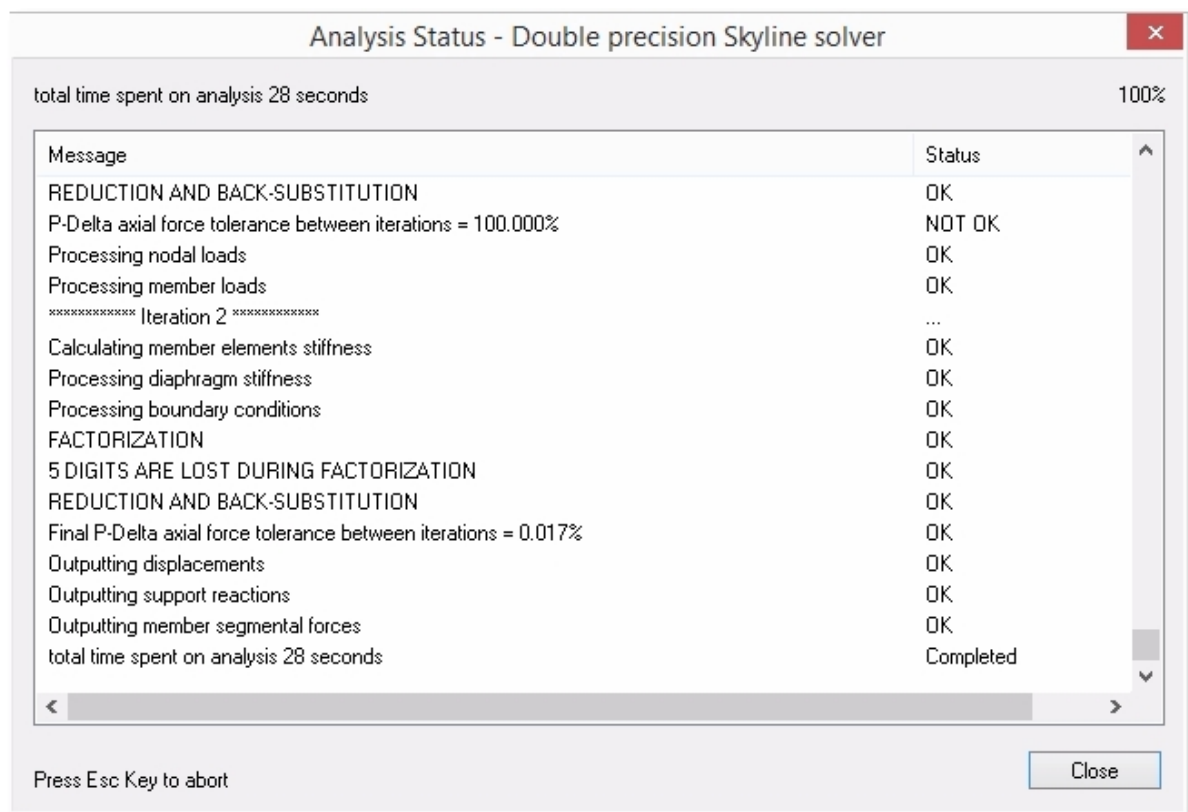 Analysis Status - Double precision Skyline solver
total time spent on analysis 28 seconds 100%
Message Status
REDUCTION AND BACK-SUBSTITUTION OK
P-Delta axial force tolerance between iterations = 100.000% NOT OK
Processing nodal loads OK
Processing member loads OK
************ Iteration 2 ************ ...
Calculating member elements stiffness OK
Processing diaphragm stiffness OK
Processing boundary conditions OK
FACTORIZATION OK
5 DIGITS ARE LOST DURING FACTORIZATION OK
REDUCTION AND BACK-SUBSTITUTION OK
Final P-Delta axial force tolerance between iterations = 0.017% OK
Outputting displacements OK
Outputting support reactions OK
Outputting member segmental forces OK
total time spent on analysis 28 seconds Completed
Press Esc Key to abort Close